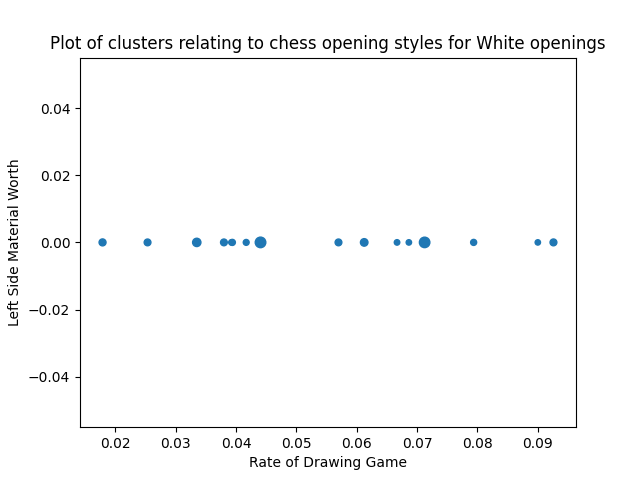 Plot of clusters relating to chess opening styles for White openings
0.04
0.02
0.00
−0.02
−0.04
Left Side Material Worth
0.02 0.03 0.04 0.05 0.06 0.07 0.08 0.09
Rate of Drawing Game